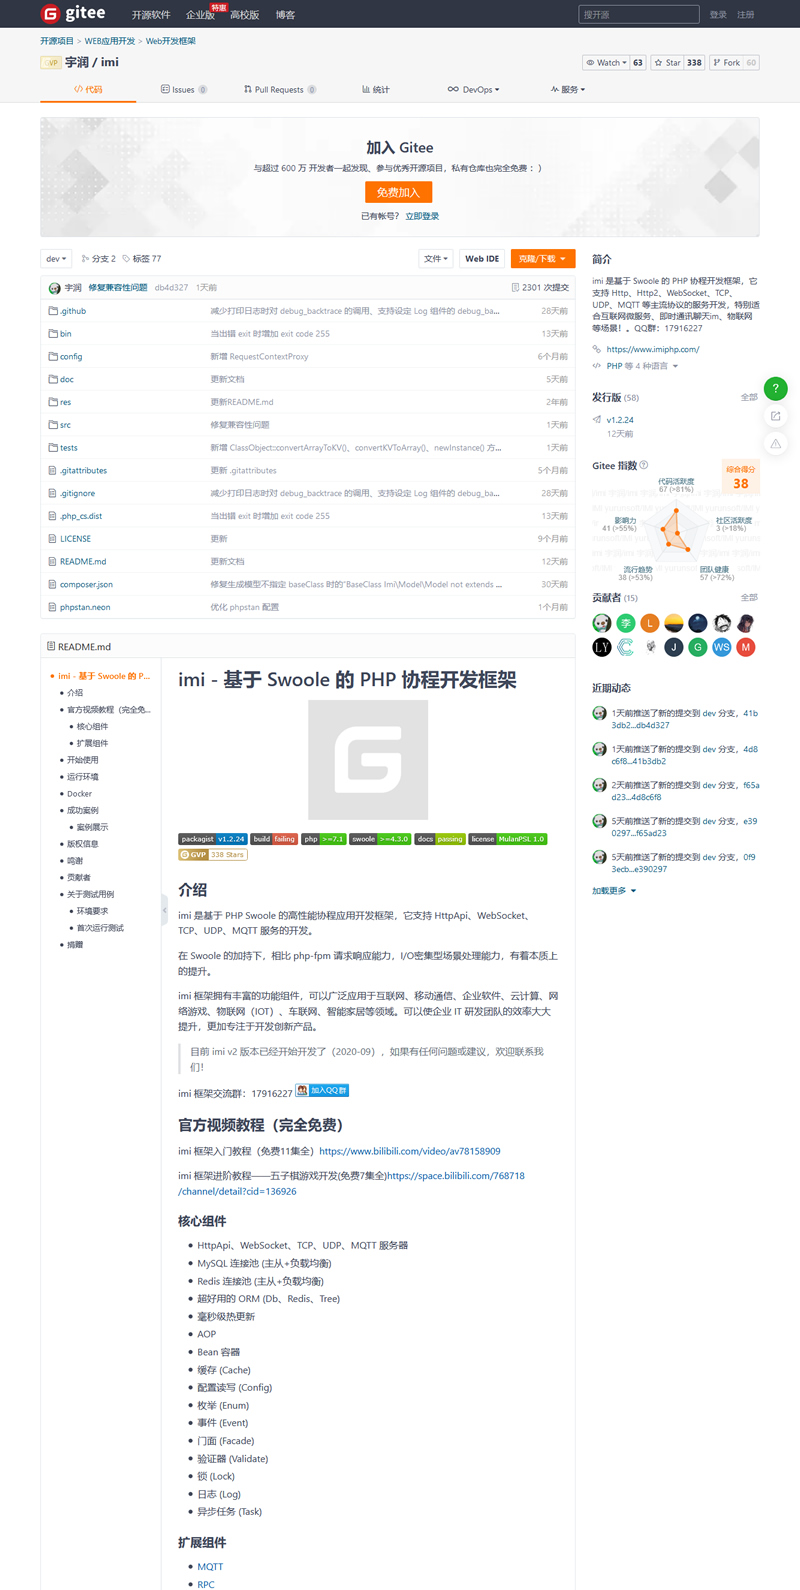 gitee
开源软件 企业版 特惠 高校版 博客
搜开源
登录 注册
开源项目 > WEB应用开发 > Web开发框架
GVP 宇润 / imi
Watch 63 Star 338 Fork 60
代码 Issues 0 Pull Requests 0 统计 DevOps 服务
加入 Gitee
与超过 600 万 开发者一起发现、参与优秀开源项目，私有仓库也完全免费 : )
免费加入
已有帐号? 立即登录
dev 分支 2 标签 77 文件 Web IDE 克隆/下载
宇润 修复兼容性问题 db4d327 1天前 2301 次提交
.github 减少打印日志时对 debug_backtrace 的调用、支持设定 Log 组件的 debug_ba... 28天前
bin 当出错 exit 时增加 exit code 255 13天前
config 新增 RequestContextProxy 6个月前
doc 更新文档 5天前
res 更新README.md 2年前
src 修复兼容性问题 1天前
tests 新增 ClassObject::convertArrayToKV()、convertKVToArray()、newInstance() 方... 1天前
.gitattributes 更新 .gitattributes 5个月前
.gitignore 减少打印日志时对 debug_backtrace 的调用、支持设定 Log 组件的 debug_ba... 28天前
.php_cs.dist 当出错 exit 时增加 exit code 255 13天前
LICENSE 更新 9个月前
README.md 更新文档 12天前
composer.json 修复生成模型不指定 baseClass 时的"BaseClass Imi\Model\Model not extends ... 30天前
phpstan.neon 优化 phpstan 配置 1个月前
简介
imi 是基于 Swoole 的 PHP 协程开发框架，它
支持 Http、Http2、WebSocket、TCP、
UDP、MQTT 等主流协议的服务开发，特别适
合互联网微服务、即时通讯聊天im、物联网
等场景！。QQ群：17916227
https://www.imiphp.com/
PHP 等 4 种语言
发行版 (58) 全部
v1.2.24
12天前
Gitee 指数
综合得分
38
代码活跃度
67 (>81%)
影响力
41 (>55%)
社区活跃度
3 (>18%)
流行趋势
38 (>53%)
团队健康
57 (>72%)
贡献者 (15) 全部
李 L
LY J G WS M
近期动态
1天前推送了新的提交到 dev 分支，41b
3db2...db4d327
1天前推送了新的提交到 dev 分支，4d8
c6f8...41b3db2
2天前推送了新的提交到 dev 分支，f65a
d23...4d8c6f8
5天前推送了新的提交到 dev 分支，e39
0297...f65ad23
5天前推送了新的提交到 dev 分支，0f9
3ecb...e390297
加载更多
?
README.md
imi - 基于 Swoole 的 P...
介绍
官方视频教程（完全免...
核心组件
扩展组件
开始使用
运行环境
Docker
成功案例
案例展示
版权信息
鸣谢
贡献者
关于测试用例
环境要求
首次运行测试
捐赠
imi - 基于 Swoole 的 PHP 协程开发框架
packagist v1.2.24 build failing php >=7.1 swoole >=4.3.0 docs passing license MulanPSL 1.0
GVP 338 Stars
介绍
imi 是基于 PHP Swoole 的高性能协程应用开发框架，它支持 HttpApi、WebSocket、
TCP、UDP、MQTT 服务的开发。
在 Swoole 的加持下，相比 php-fpm 请求响应能力，I/O密集型场景处理能力，有着本质上
的提升。
imi 框架拥有丰富的功能组件，可以广泛应用于互联网、移动通信、企业软件、云计算、网
络游戏、物联网（IOT）、车联网、智能家居等领域。可以使企业 IT 研发团队的效率大大
提升，更加专注于开发创新产品。
目前 imi v2 版本已经开始开发了（2020-09），如果有任何问题或建议，欢迎联系我
们！
imi 框架交流群：17916227 加入QQ群
官方视频教程（完全免费）
imi 框架入门教程（免费11集全）https://www.bilibili.com/video/av78158909
imi 框架进阶教程——五子棋游戏开发(免费7集全)https://space.bilibili.com/768718
/channel/detail?cid=136926
核心组件
HttpApi、WebSocket、TCP、UDP、MQTT 服务器
MySQL 连接池 (主从+负载均衡)
Redis 连接池 (主从+负载均衡)
超好用的 ORM (Db、Redis、Tree)
毫秒级热更新
AOP
Bean 容器
缓存 (Cache)
配置读写 (Config)
枚举 (Enum)
事件 (Event)
门面 (Facade)
验证器 (Validate)
锁 (Lock)
日志 (Log)
异步任务 (Task)
扩展组件
MQTT
RPC